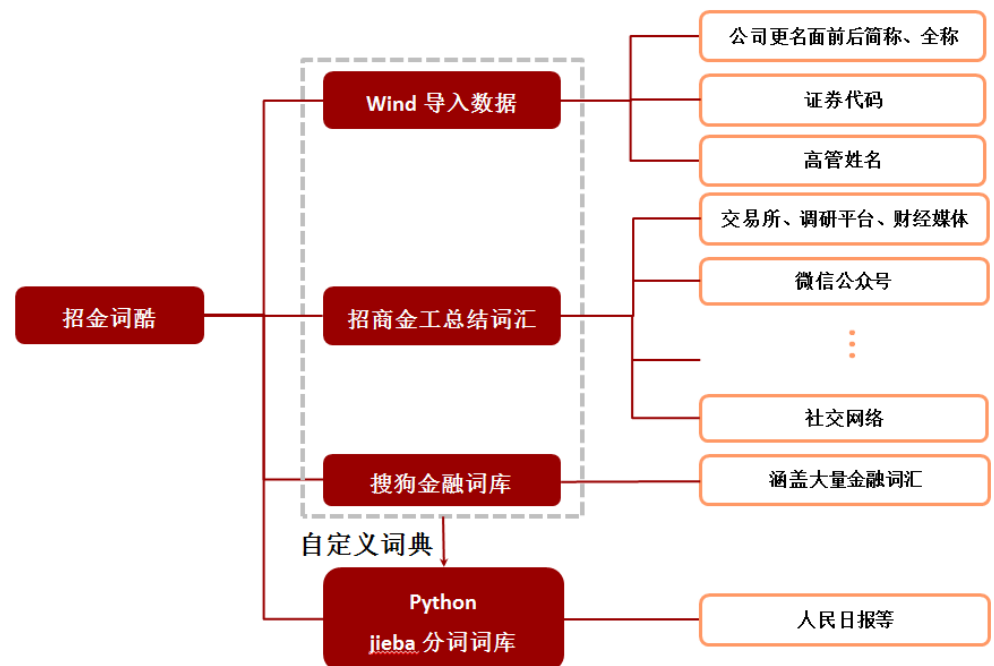 公司更名面前后简称、全称
Wind 导入数据
证券代码
高管姓名
交易所、调研平台、财经媒体
微信公众号
招金词酷
招商金工总结词汇
社交网络
搜狗金融词库
涵盖大量金融词汇
自定义词典
Python
jieba 分词词库
人民日报等